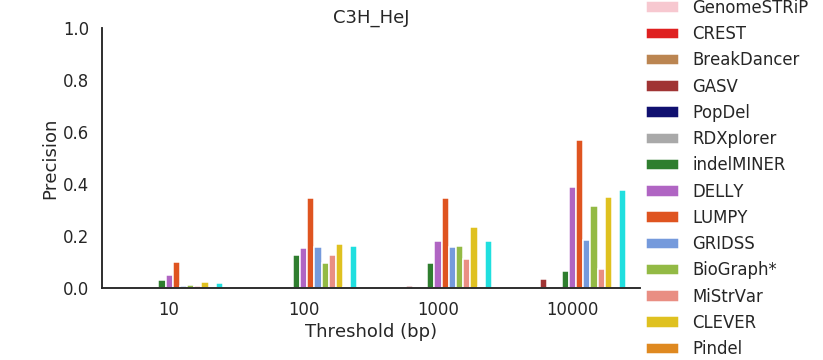 C3H_HeJ
1.0
0.8
0.6
0.4
0.2
0.0
Precision
10
100
1000
10000
Threshold (bp)
GenomeSTRiP
CREST
BreakDancer
GASV
PopDel
RDXplorer
indelMINER
DELLY
LUMPY
GRIDSS
BioGraph*
MiStrVar
CLEVER
Pindel